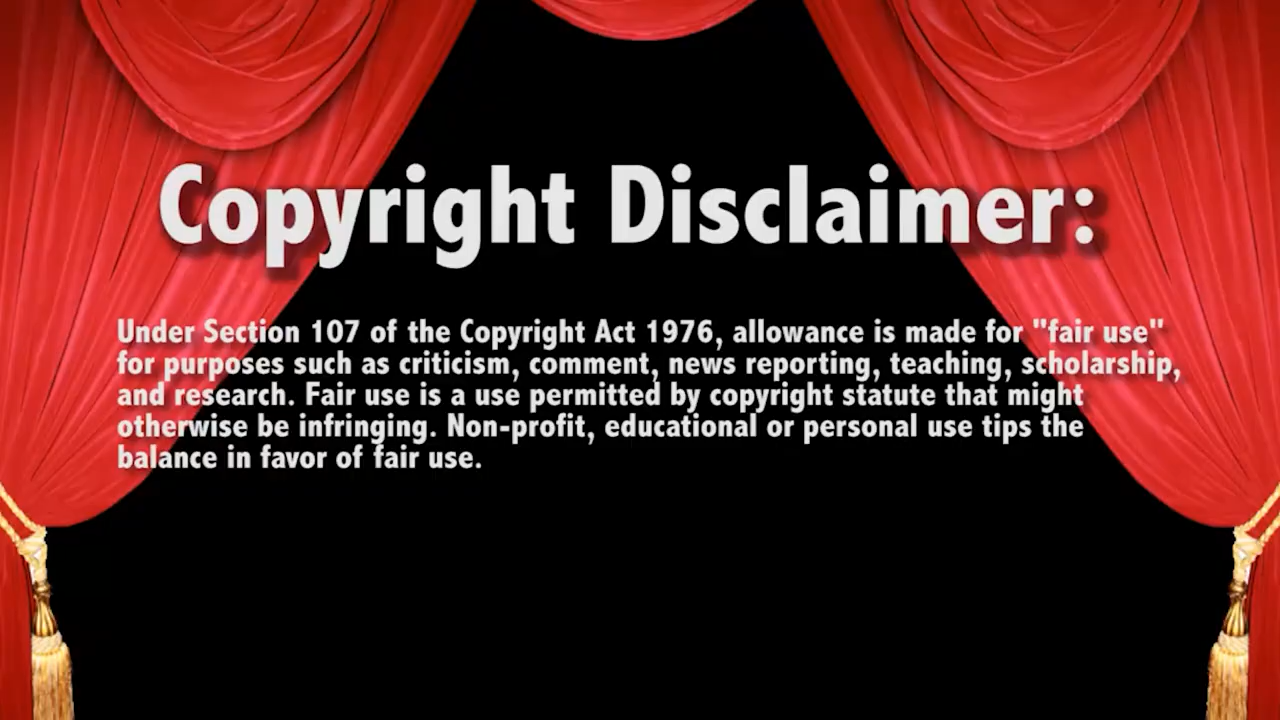 Copyright Disclaimer:
Under Section 107 of the Copyright Act 1976, allowance is made for "fair use"
for purposes such as criticism, comment, news reporting, teaching, scholarship,
and research. Fair use is a use permitted by copyright statute that might
otherwise be infringing. Non-profit, educational or personal use tips the
balance in favor of fair use.